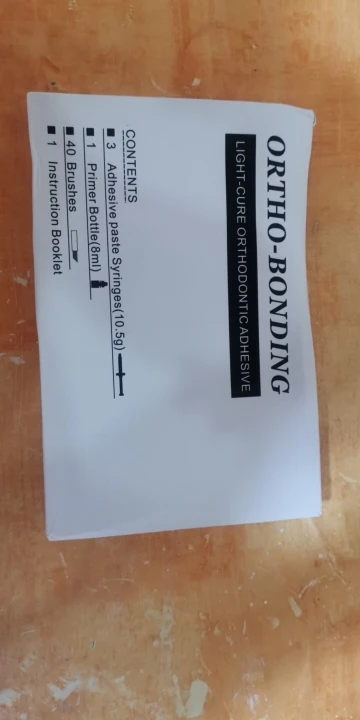 ORTHO-BONDING
LIGHT-CURE ORTHODONTIC ADHESIVE
CONTENTS
■ 3 Adhesive paste Syringes(10.5g)
■ 1 Primer Bottle(8ml)
■ 40 Brushes
■ 1 Instruction Booklet